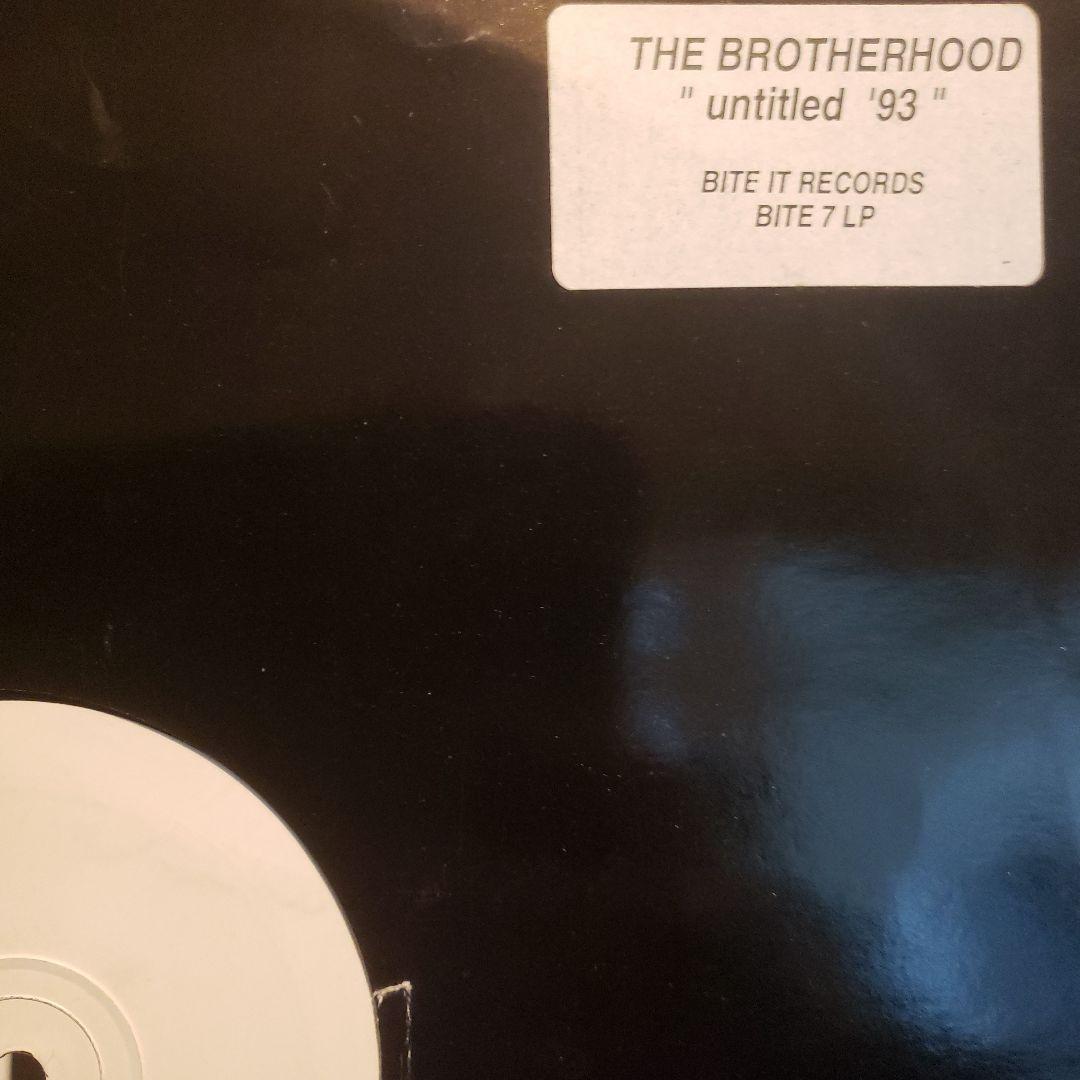 THE BROTHERHOOD
" untitled '93 "
BITE IT RECORDS
BITE 7 LP